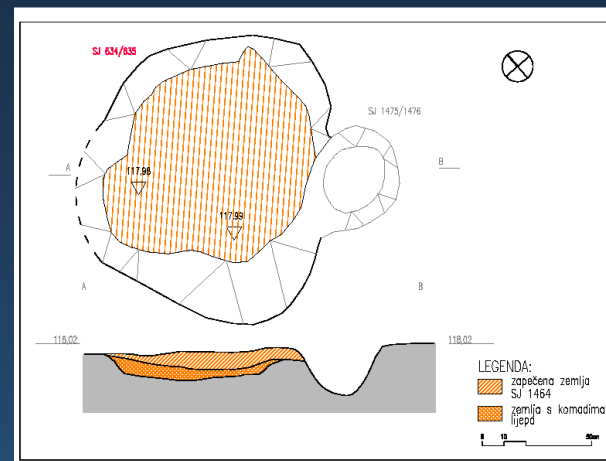 SJ 634/635
SJ 1475/1476
A
B
117,96
117,99
A
B
118,02
118,02
LEGENDA:
zapečena zemlja
SJ 1464
zemlja s komadima
lijepa
0 10 50cm